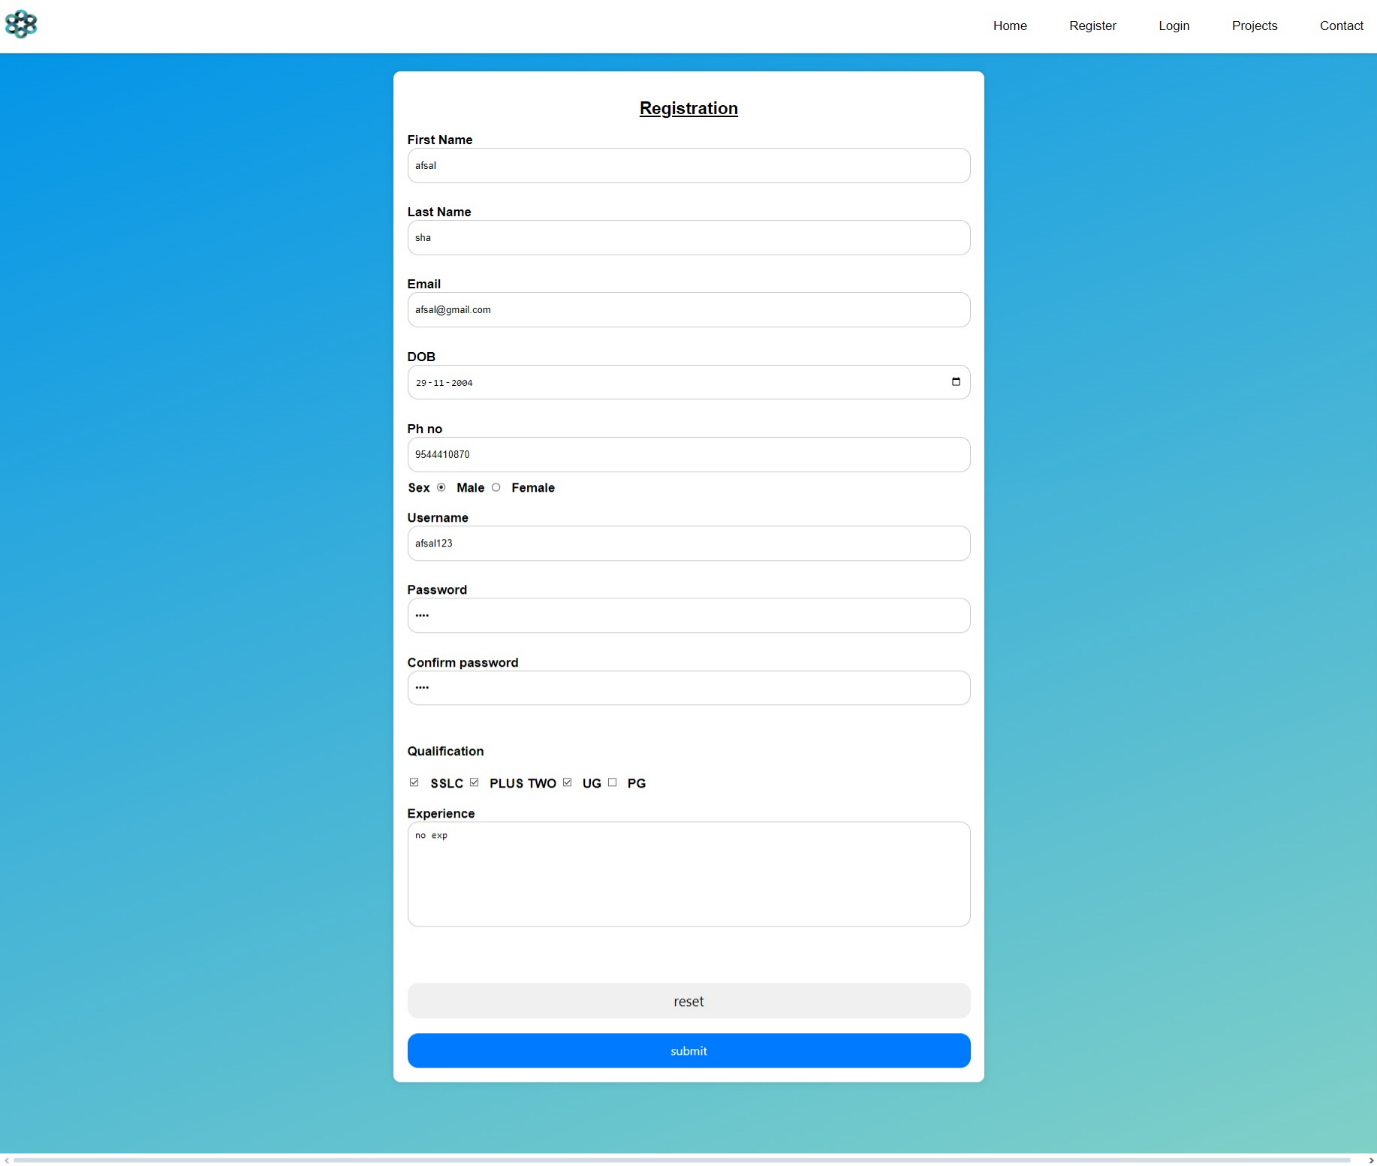 Home Register Login Projects Contact
Registration
First Name
afsal
Last Name
sha
Email
afsal@gmail.com
DOB
29-11-2004
Ph no
9544410870
Sex Male Female
Username
afsal123
Password
••••
Confirm password
••••
Qualification
SSLC PLUS TWO UG PG
Experience
no exp
reset
submit